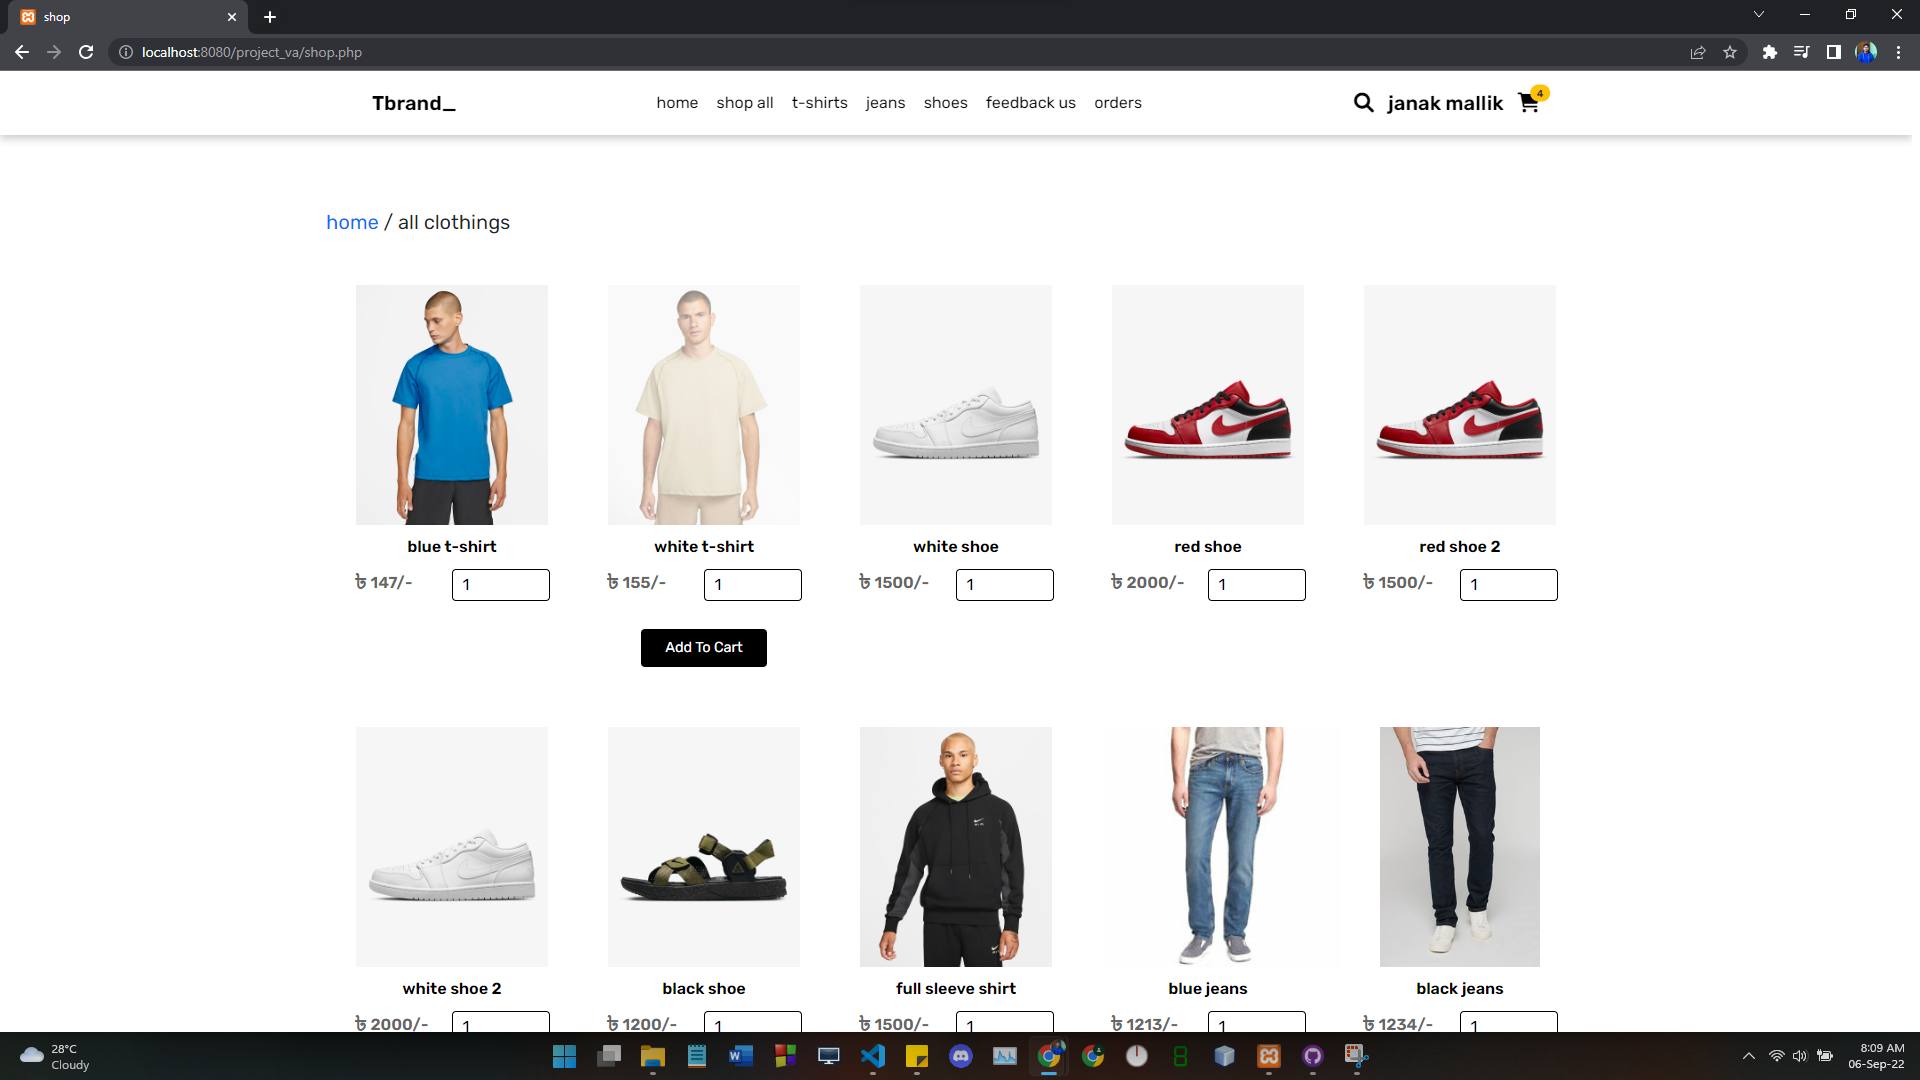 shop
localhost:8080/project_va/shop.php
Tbrand_
home shop all t-shirts jeans shoes feedback us orders
janak mallik 4
home / all clothings
blue t-shirt
৳ 147/- 1
white t-shirt
৳ 155/- 1
Add To Cart
white shoe
৳ 1500/- 1
red shoe
৳ 2000/- 1
red shoe 2
৳ 1500/- 1
white shoe 2
৳ 2000/- 1
black shoe
৳ 1200/- 1
full sleeve shirt
৳ 1500/- 1
blue jeans
৳ 1213/- 1
black jeans
৳ 1234/- 1
28°C
Cloudy
8:09 AM
06-Sep-22